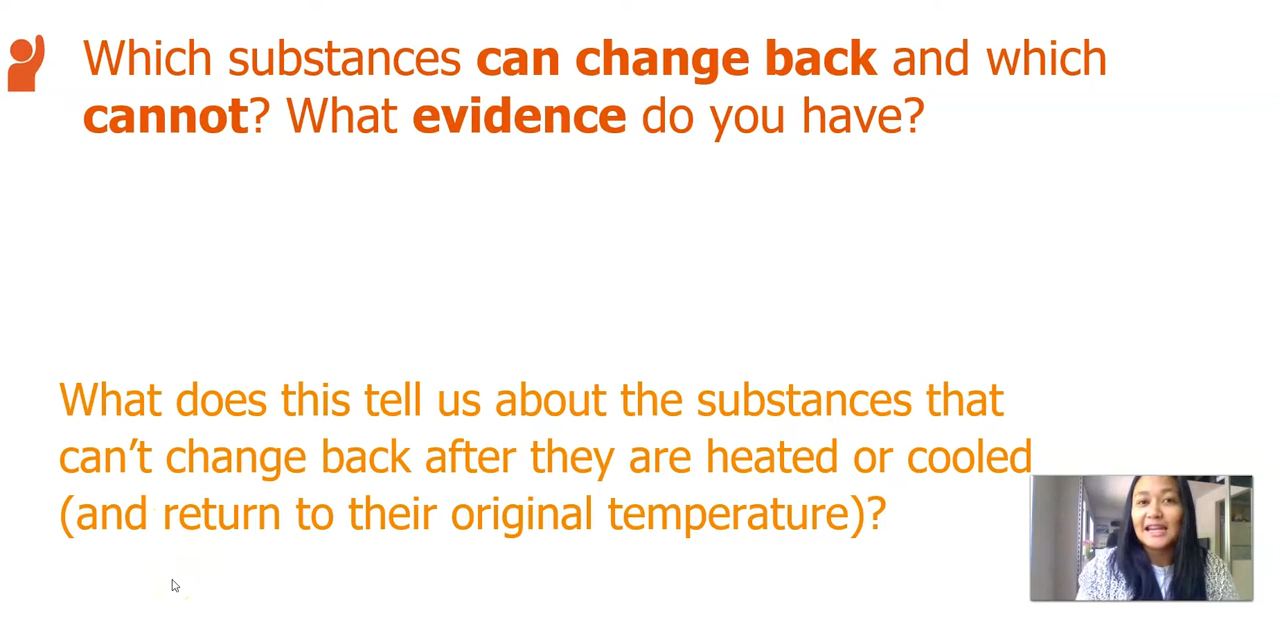 Which substances can change back and which
cannot? What evidence do you have?
What does this tell us about the substances that
can’t change back after they are heated or cooled
(and return to their original temperature)?